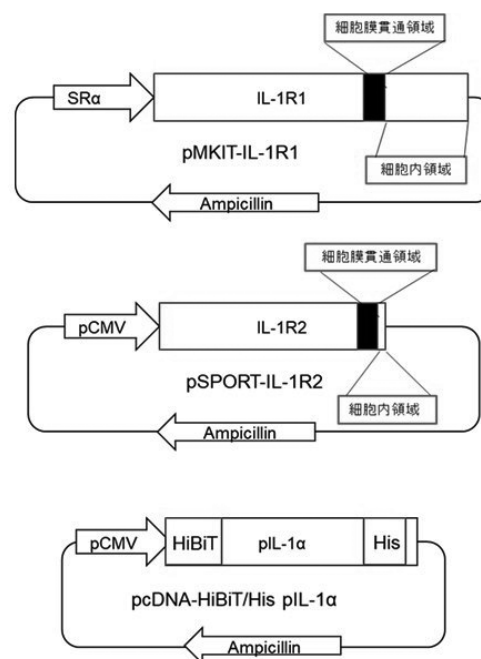 細胞膜貫通領域
SRα
IL-1R1
pMKIT-IL-1R1
細胞内領域
Ampicillin
細胞膜貫通領域
pCMV
IL-1R2
pSPORT-IL-1R2
細胞内領域
Ampicillin
pCMV
HiBiT
pIL-1α
His
pcDNA-HiBiT/His pIL-1α
Ampicillin